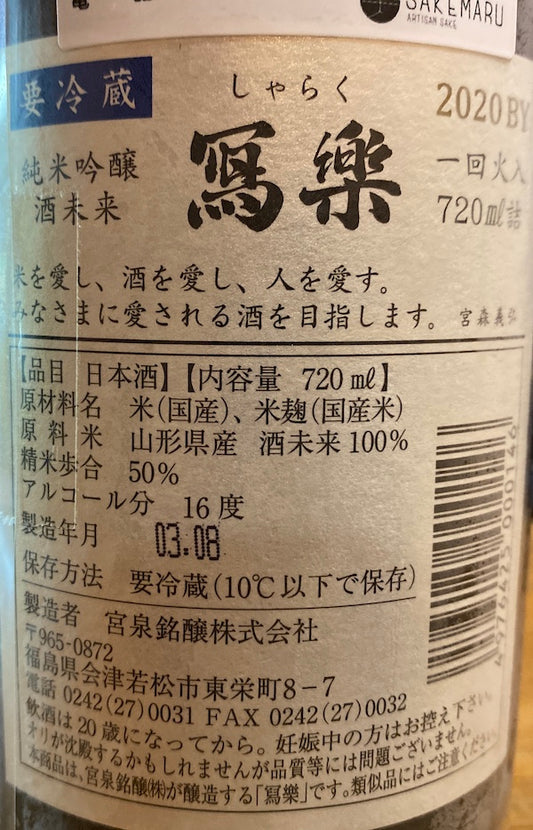 SAKEMARU
ARTISAN SAKE
要冷蔵
しゃらく
2020BY
純米吟醸
酒未来
寫樂
一回火入
720㎖詰
米を愛し、酒を愛し、人を愛す。
みなさまに愛される酒を目指します。 宮森義弘
【品目 日本酒】【内容量 720㎖】
原材料名 米(国産)、米麹(国産米)
原料米 山形県産 酒未来100%
精米歩合 50%
アルコール分 16度
製造年月 03.08
保存方法 要冷蔵(10℃以下で保存)
製造者 宮泉銘醸株式会社
〒965-0872
福島県会津若松市東栄町8-7
電話 0242(27)0031 FAX 0242(27)0032
飲酒は20歳になってから。妊娠中の方はお控え下さい。
オリが沈殿するかもしれませんが品質等には問題ございません。
本商品は、宮泉銘醸㈱が醸造する「冩樂」です。類似品にはご注意ください。
4976425000146